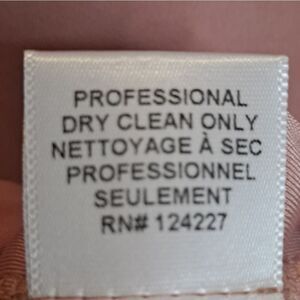 PROFESSIONAL
DRY CLEAN ONLY
NETTOYAGE À SEC
PROFESSIONNEL
SEULEMENT
RN# 124227